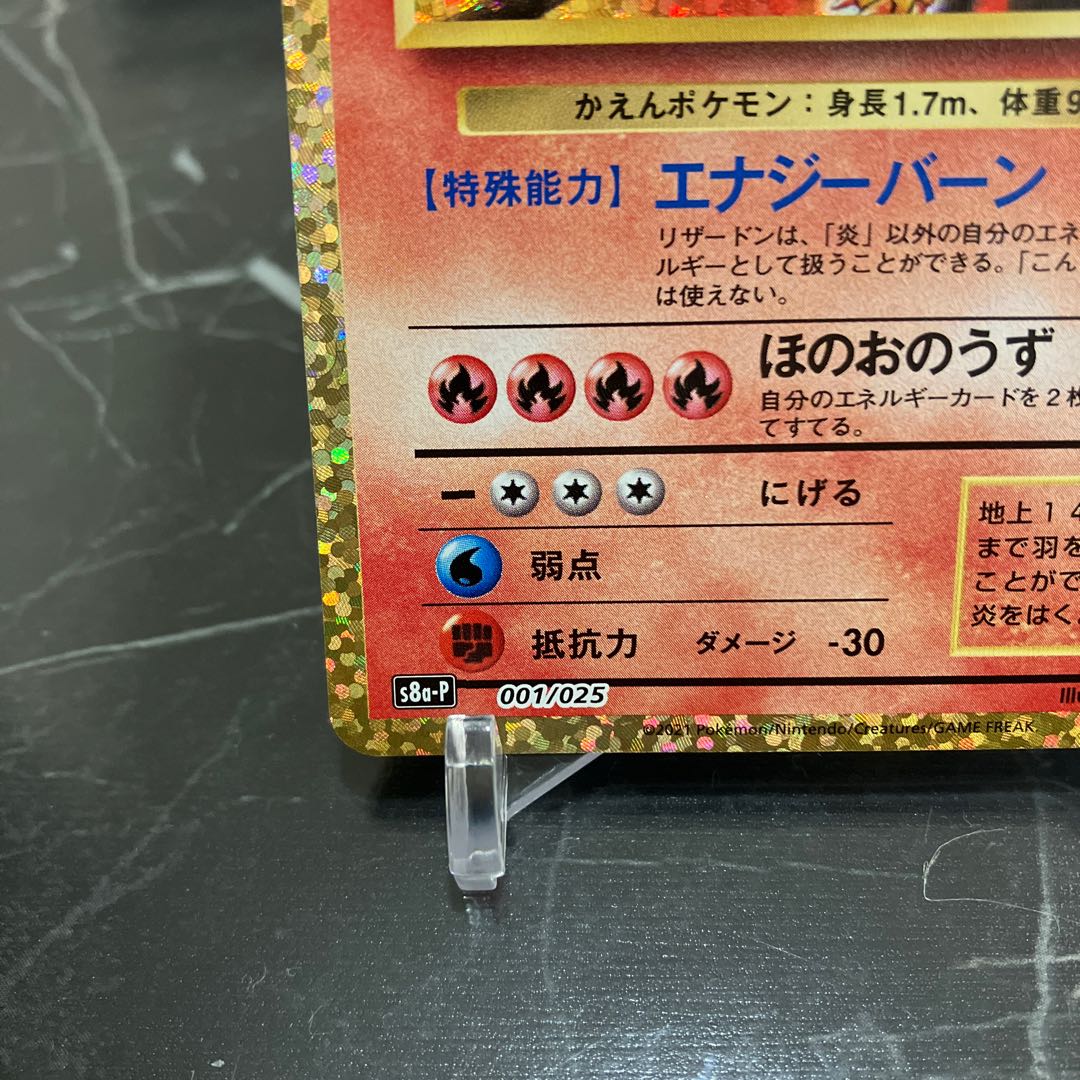 かえんポケモン：身長1.7m、体重9
【特殊能力】 エナジーバーン
リザードンは、「炎」以外の自分のエネ
ルギーとして扱うことができる。「こん
は使えない。
ほのおのうず
自分のエネルギーカードを2枚
てすてる。
ー にげる
弱点
抵抗力 ダメージ -30
地上14
まで羽を
ことがで
炎をはく。
s8a-P 001/025
Illu
©2021 Pokémon/Nintendo/Creatures/GAME FREAK.